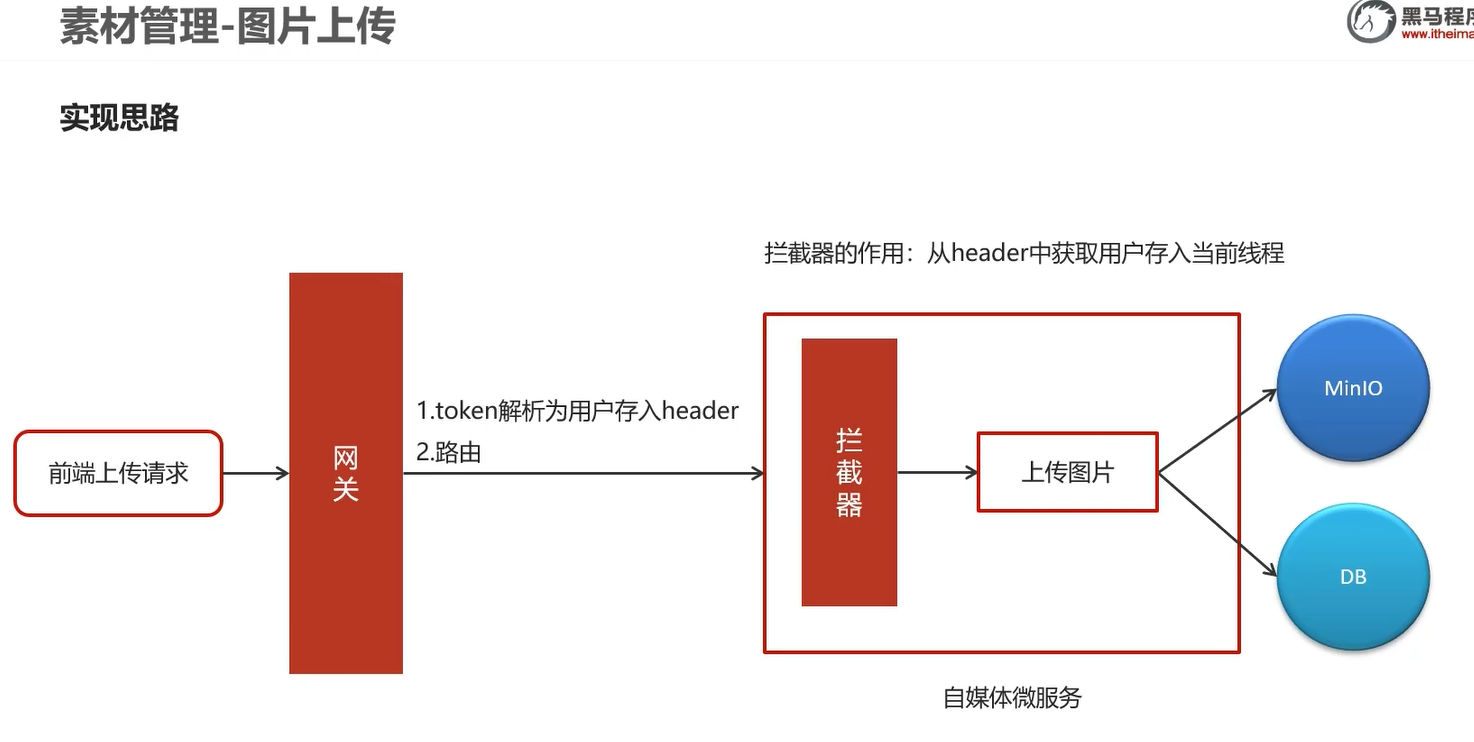 素材管理-图片上传
黑马程序
www.itheima
实现思路
拦截器的作用：从header中获取用户存入当前线程
前端上传请求
网
关
1.token解析为用户存入header
2.路由
拦
截
器
上传图片
MinIO
DB
自媒体微服务